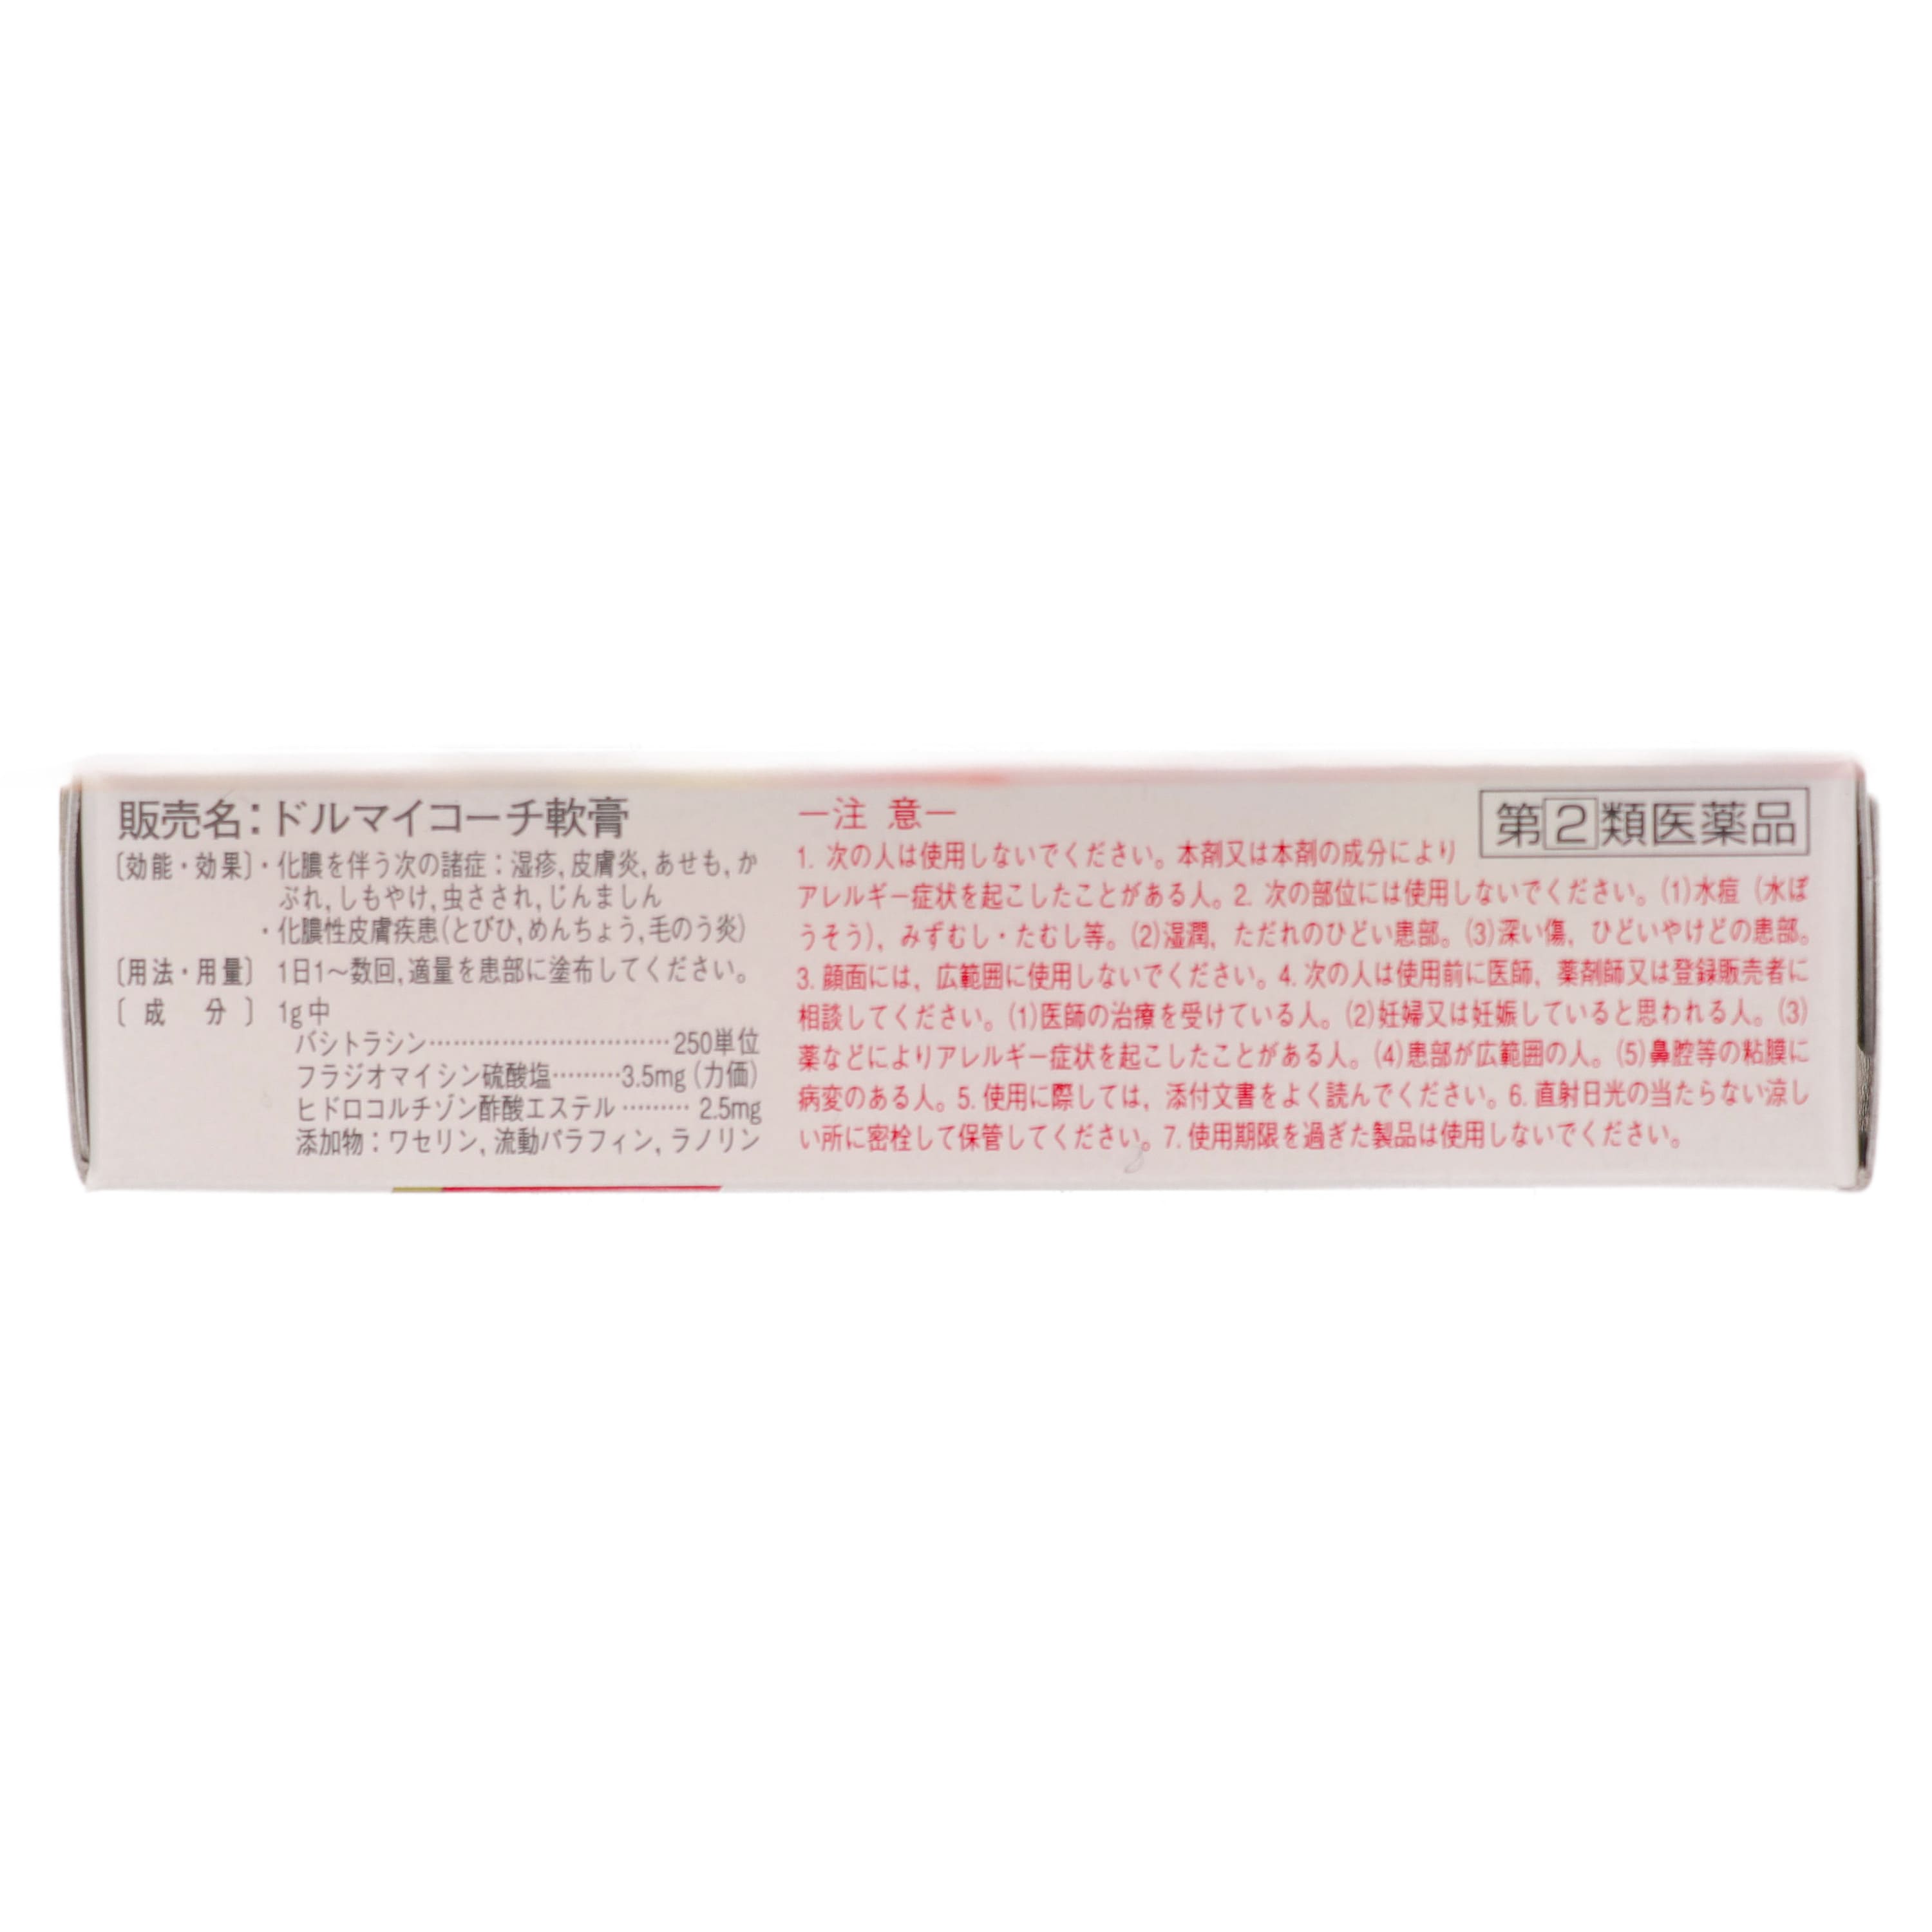 販売名：ドルマイコーチ軟膏
〔効能・効果〕・化膿を伴う次の諸症：湿疹,皮膚炎,あせも,か
ぶれ,しもやけ,虫さされ,じんましん
・化膿性皮膚疾患(とびひ,めんちょう,毛のう炎)
〔用法・用量〕 1日1～数回,適量を患部に塗布してください。
〔成 分〕 1g中
バシトラシン…………………………250単位
フラジオマイシン硫酸塩………3.5mg(力価)
ヒドロコルチゾン酢酸エステル……… 2.5mg
添加物：ワセリン,流動パラフィン,ラノリン
ー注 意ー
第②類医薬品
1. 次の人は使用しないでください。本剤又は本剤の成分により
アレルギー症状を起こしたことがある人。2. 次の部位には使用しないでください。(1)水痘（水ぼ
うそう)，みずむし・たむし等。(2)湿潤，ただれのひどい患部。(3)深い傷，ひどいやけどの患部。
3. 顔面には，広範囲に使用しないでください。4. 次の人は使用前に医師，薬剤師又は登録販売者に
相談してください。(1)医師の治療を受けている人。(2)妊婦又は妊娠していると思われる人。(3)
薬などによりアレルギー症状を起こしたことがある人。(4)患部が広範囲の人。(5)鼻腔等の粘膜に
病変のある人。5. 使用に際しては，添付文書をよく読んでください。6. 直射日光の当たらない涼し
い所に密栓して保管してください。7. 使用期限を過ぎた製品は使用しないでください。